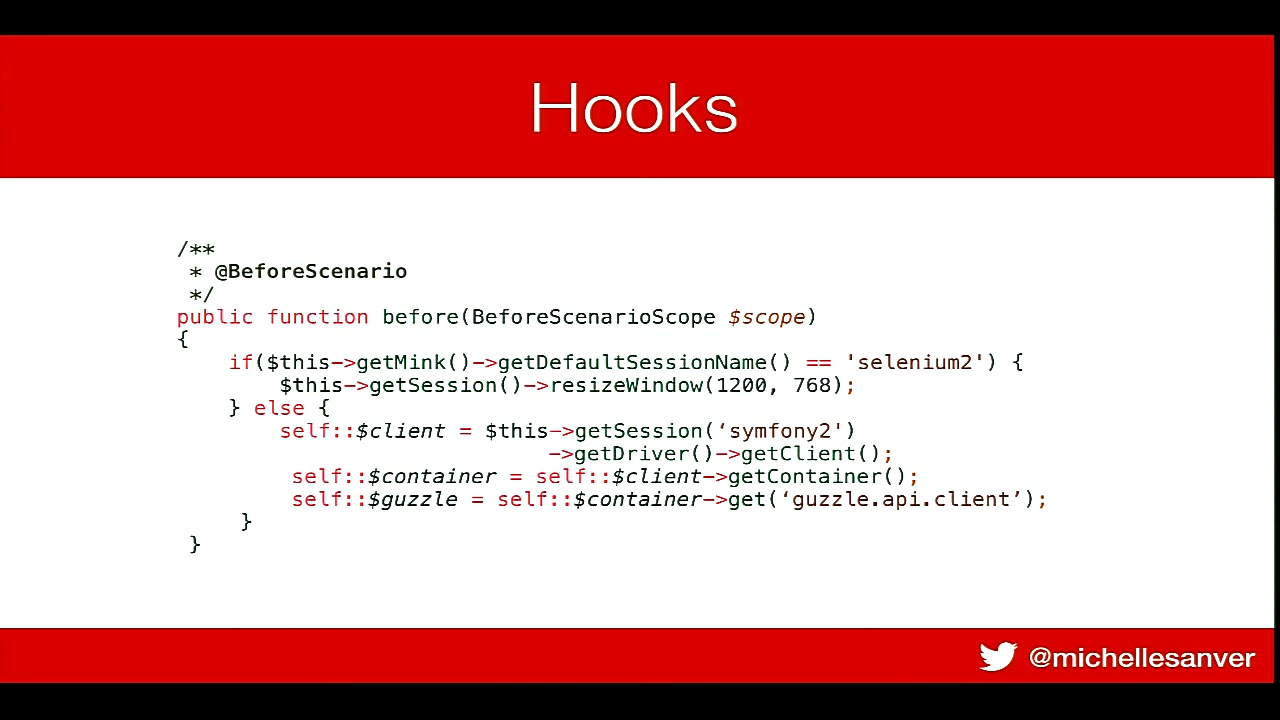 Hooks
/**
 * @BeforeScenario
 */
public function before(BeforeScenarioScope $scope)
{
    if($this->getMink()->getDefaultSessionName() == 'selenium2') {
        $this->getSession()->resizeWindow(1200, 768);
    } else {
        self::$client = $this->getSession(‘symfony2')
                             ->getDriver()->getClient();
         self::$container = self::$client->getContainer();
         self::$guzzle = self::$container->get(‘guzzle.api.client’);
     }
 }
@michellesanver